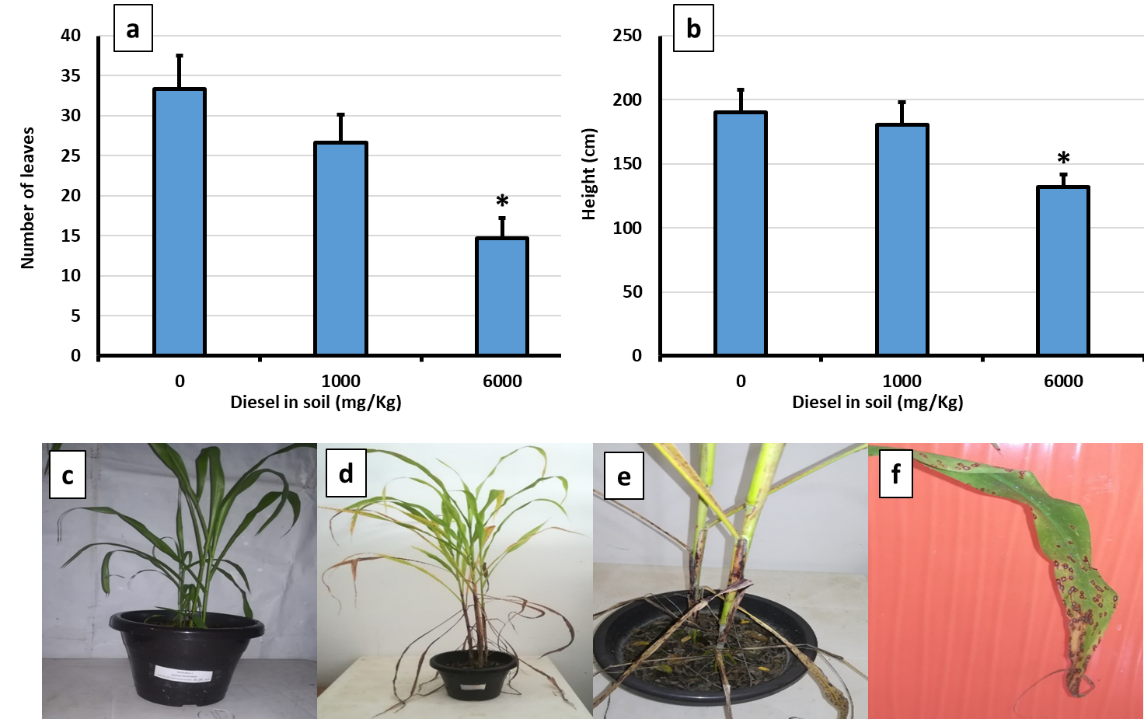 a
40
35
30
25
20
15
10
5
0
Number of leaves
*
0 1000 6000
Diesel in soil (mg/Kg)
b
250
200
150
100
50
0
Height (cm)
*
0 1000 6000
Diesel in soil (mg/Kg)
c
d
e
f